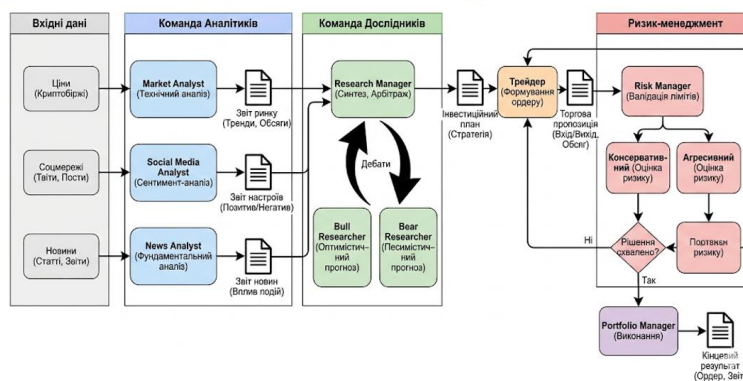 Вхідні дані
Команда Аналітиків
Команда Дослідників
Ризик-менеджмент
Ціни
(Криптобіржі)
Market Analyst
(Технічний аналіз)
Звіт ринку
(Тренди, Обсяги)
Research Manager
(Синтез, Арбітраж)
Інвестиційний
план
(Стратегія)
Трейдер
(Формування
ордеру)
Торгова
пропозиція
(Вхід/Вихід,
Обсяг)
Risk Manager
(Валідація лімітів)
Соцмережі
(Твіти, Пости)
Social Media
Analyst
(Сентимент-аналіз)
Звіт настроїв
(Позитив/Негатив)
Дебати
Консерватив-
ний (Оцінка
ризику)
Агресивний
(Оцінка
ризику)
Новини
(Статті, Звіти)
News Analyst
(Фундаментальний
аналіз)
Звіт новин
(Вплив подій)
Bull
Researcher
(Оптимістич-
ний
прогноз)
Bear
Researcher
(Песимістич-
ний
прогноз)
Ні
Рішення
схвалено?
ризику)
Так
Portfolio Manager
(Виконання)
Кінцевий
результат
(Ордер, Звіт